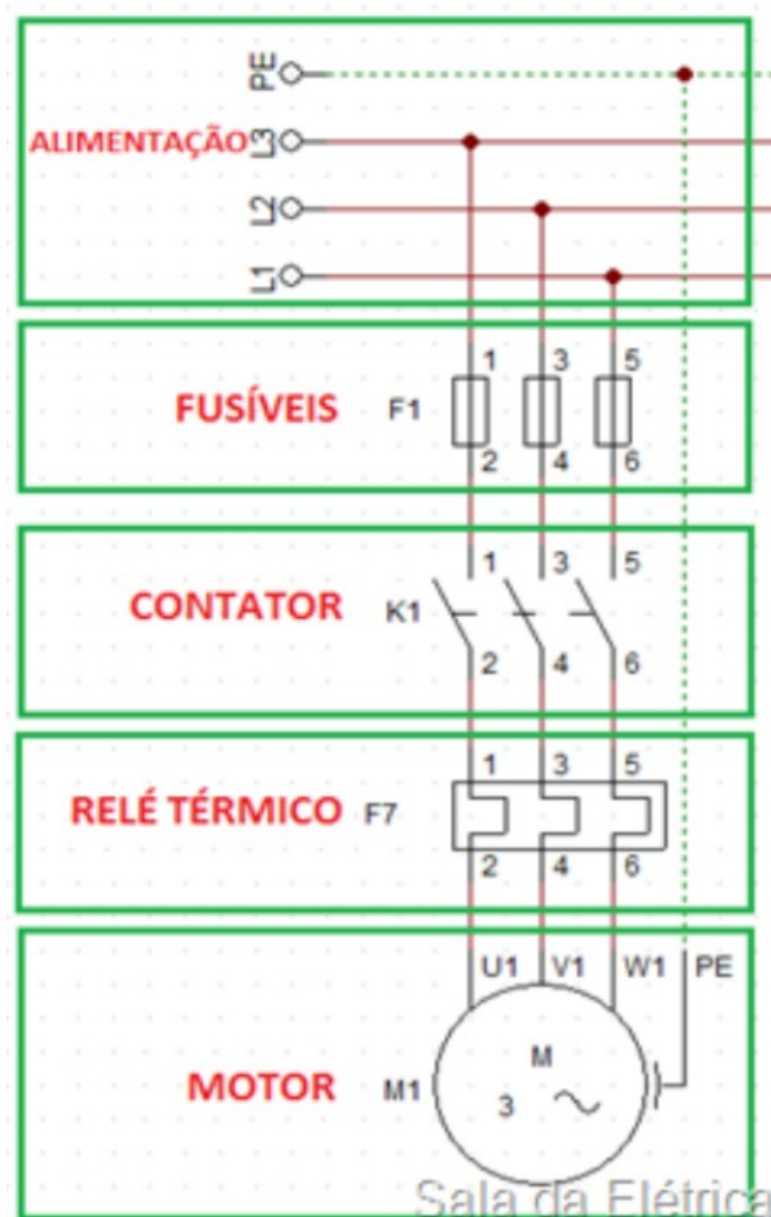 PE
ALIMENTAÇÃO L3
L2
L1
1 3 5
FUSÍVEIS F1
2 4 6
1 3 5
CONTATOR K1
2 4 6
1 3 5
RELÉ TÉRMICO F7
2 4 6
U1 V1 W1 PE
M
MOTOR M1
3
Sala da Elétrica